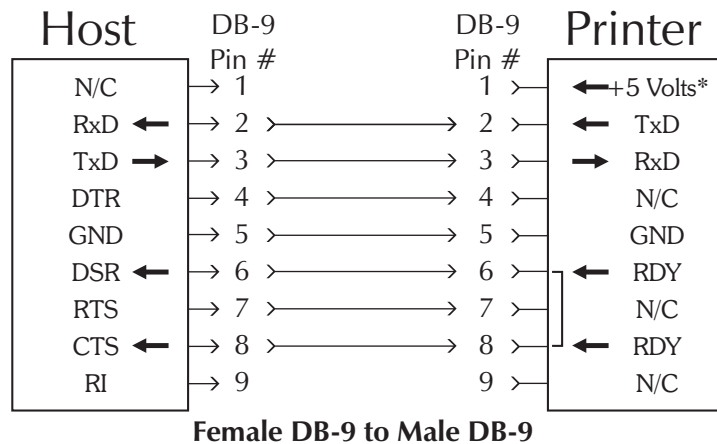 Host DB-9 Pin # DB-9 Pin # Printer
N/C 1 1 +5 Volts*
RxD 2 2 TxD
TxD 3 3 RxD
DTR 4 4 N/C
GND 5 5 GND
DSR 6 6 RDY
RTS 7 7 N/C
CTS 8 8 RDY
RI 9 9 N/C
Female DB-9 to Male DB-9